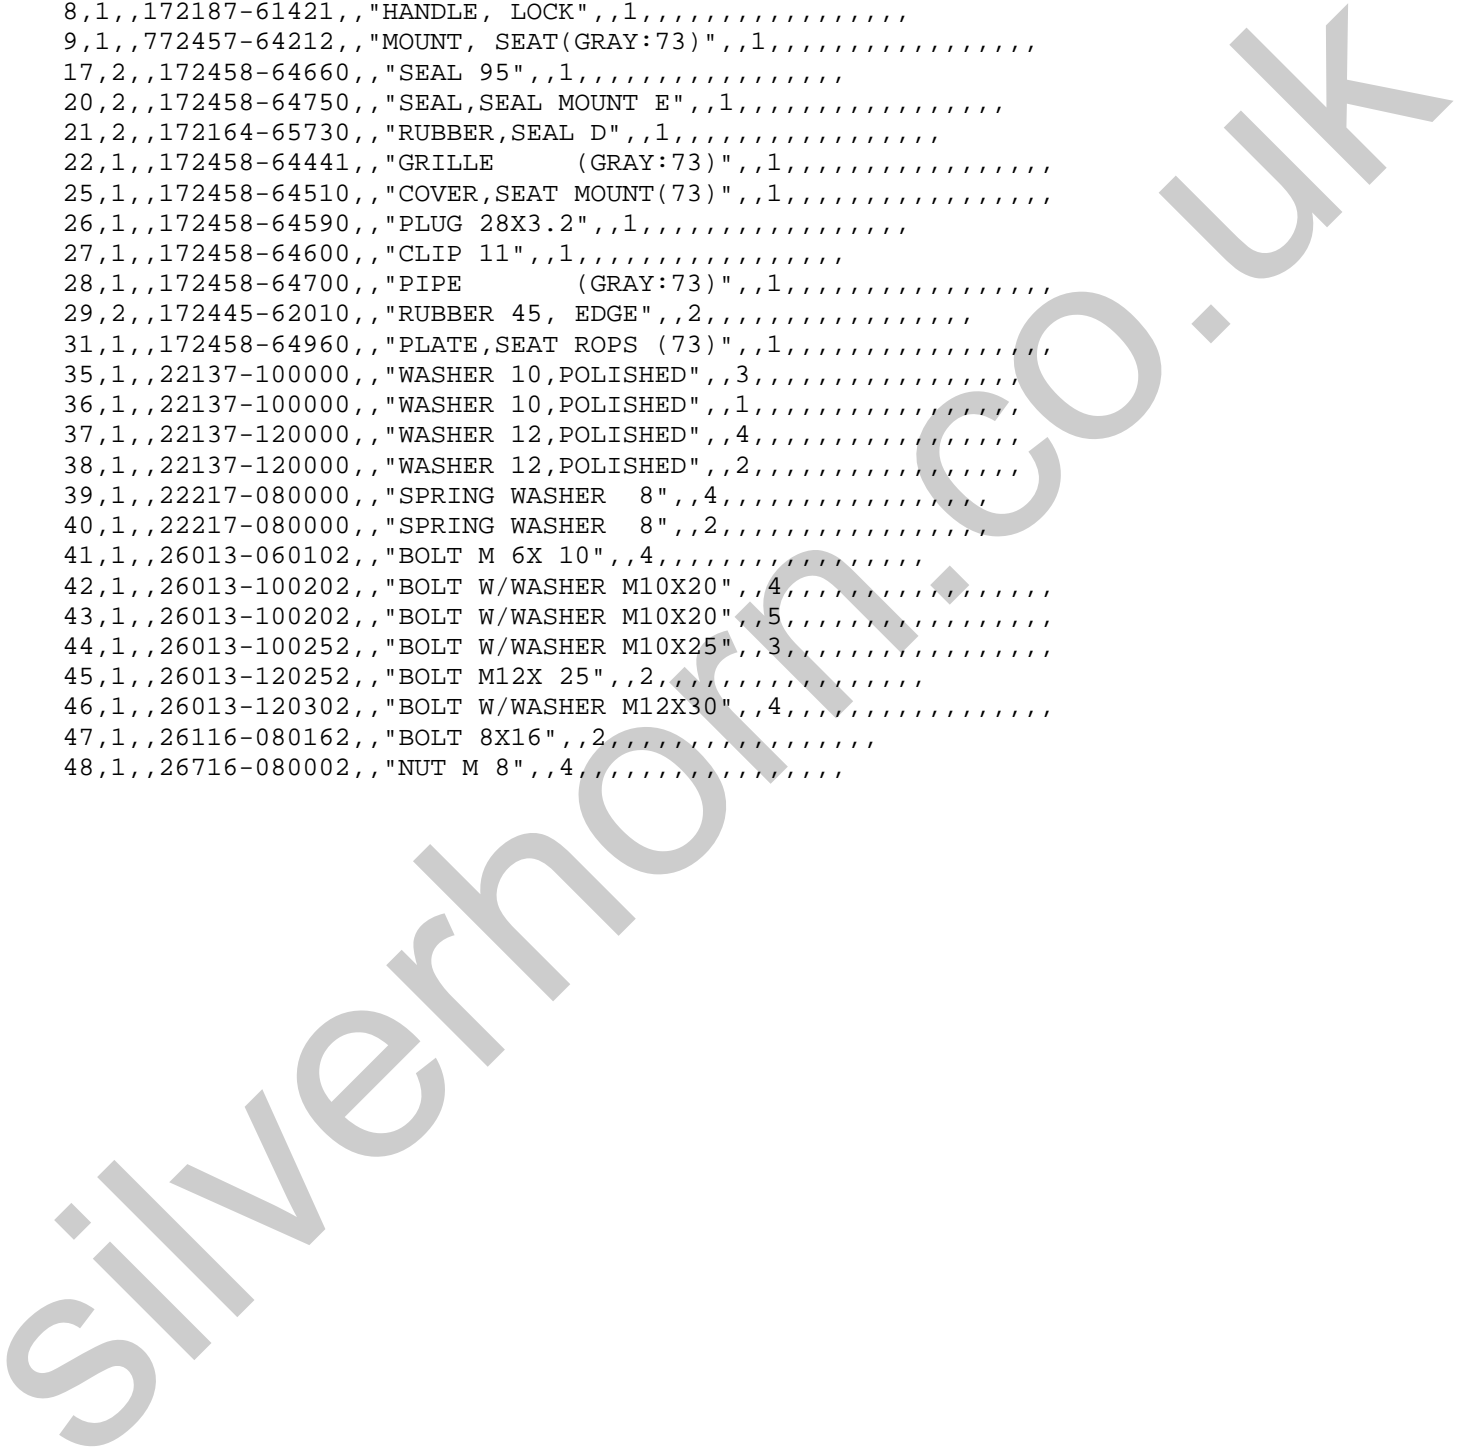 8,1,,172187-61421,,"HANDLE, LOCK",,1,,,,,,,,,,,,,,,,,
9,1,,772457-64212,,"MOUNT, SEAT(GRAY:73)",,1,,,,,,,,,,,,,,,,,
17,2,,172458-64660,,"SEAL 95",,1,,,,,,,,,,,,,,,,,
20,2,,172458-64750,,"SEAL,SEAL MOUNT E",,1,,,,,,,,,,,,,,,,,
21,2,,172164-65730,,"RUBBER,SEAL D",,1,,,,,,,,,,,,,,,,,
22,1,,172458-64441,,"GRILLE     (GRAY:73)",,1,,,,,,,,,,,,,,,,,
25,1,,172458-64510,,"COVER,SEAT MOUNT(73)",,1,,,,,,,,,,,,,,,,,
26,1,,172458-64590,,"PLUG 28X3.2",,1,,,,,,,,,,,,,,,,,
27,1,,172458-64600,,"CLIP 11",,1,,,,,,,,,,,,,,,,,
28,1,,172458-64700,,"PIPE       (GRAY:73)",,1,,,,,,,,,,,,,,,,,
29,2,,172445-62010,,"RUBBER 45, EDGE",,2,,,,,,,,,,,,,,,,,
31,1,,172458-64960,,"PLATE,SEAT ROPS (73)",,1,,,,,,,,,,,,,,,,,
35,1,,22137-100000,,"WASHER 10,POLISHED",,3,,,,,,,,,,,,,,,,,
36,1,,22137-100000,,"WASHER 10,POLISHED",,1,,,,,,,,,,,,,,,,,
37,1,,22137-120000,,"WASHER 12,POLISHED",,4,,,,,,,,,,,,,,,,,
38,1,,22137-120000,,"WASHER 12,POLISHED",,2,,,,,,,,,,,,,,,,,
39,1,,22217-080000,,"SPRING WASHER  8",,4,,,,,,,,,,,,,,,,,
40,1,,22217-080000,,"SPRING WASHER  8",,2,,,,,,,,,,,,,,,,,
41,1,,26013-060102,,"BOLT M 6X 10",,4,,,,,,,,,,,,,,,,,
42,1,,26013-100202,,"BOLT W/WASHER M10X20",,4,,,,,,,,,,,,,,,,,
43,1,,26013-100202,,"BOLT W/WASHER M10X20",,5,,,,,,,,,,,,,,,,,
44,1,,26013-100252,,"BOLT W/WASHER M10X25",,3,,,,,,,,,,,,,,,,,
45,1,,26013-120252,,"BOLT M12X 25",,2,,,,,,,,,,,,,,,,,
46,1,,26013-120302,,"BOLT W/WASHER M12X30",,4,,,,,,,,,,,,,,,,,
47,1,,26116-080162,,"BOLT 8X16",,2,,,,,,,,,,,,,,,,,
48,1,,26716-080002,,"NUT M 8",,4,,,,,,,,,,,,,,,,,
silverhorn.co.uk